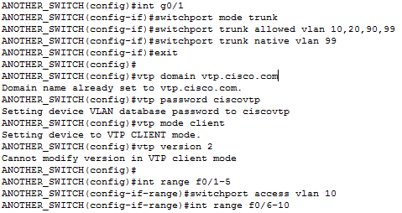 ANOTHER_SWITCH(config)#int g0/1
ANOTHER_SWITCH(config-if)#switchport mode trunk
ANOTHER_SWITCH(config-if)#switchport trunk allowed vlan 10,20,90,99
ANOTHER_SWITCH(config-if)#switchport trunk native vlan 99
ANOTHER_SWITCH(config-if)#exit
ANOTHER_SWITCH(config)#
ANOTHER_SWITCH(config)#vtp domain vtp.cisco.com
Domain name already set to vtp.cisco.com.
ANOTHER_SWITCH(config)#vtp password ciscovtp
Setting device VLAN database password to ciscovtp
ANOTHER_SWITCH(config)#vtp mode client
Setting device to VTP CLIENT mode.
ANOTHER_SWITCH(config)#vtp version 2
Cannot modify version in VTP client mode
ANOTHER_SWITCH(config)#
ANOTHER_SWITCH(config)#int range f0/1-5
ANOTHER_SWITCH(config-if-range)#switchport access vlan 10
ANOTHER_SWITCH(config-if-range)#int range f0/6-10